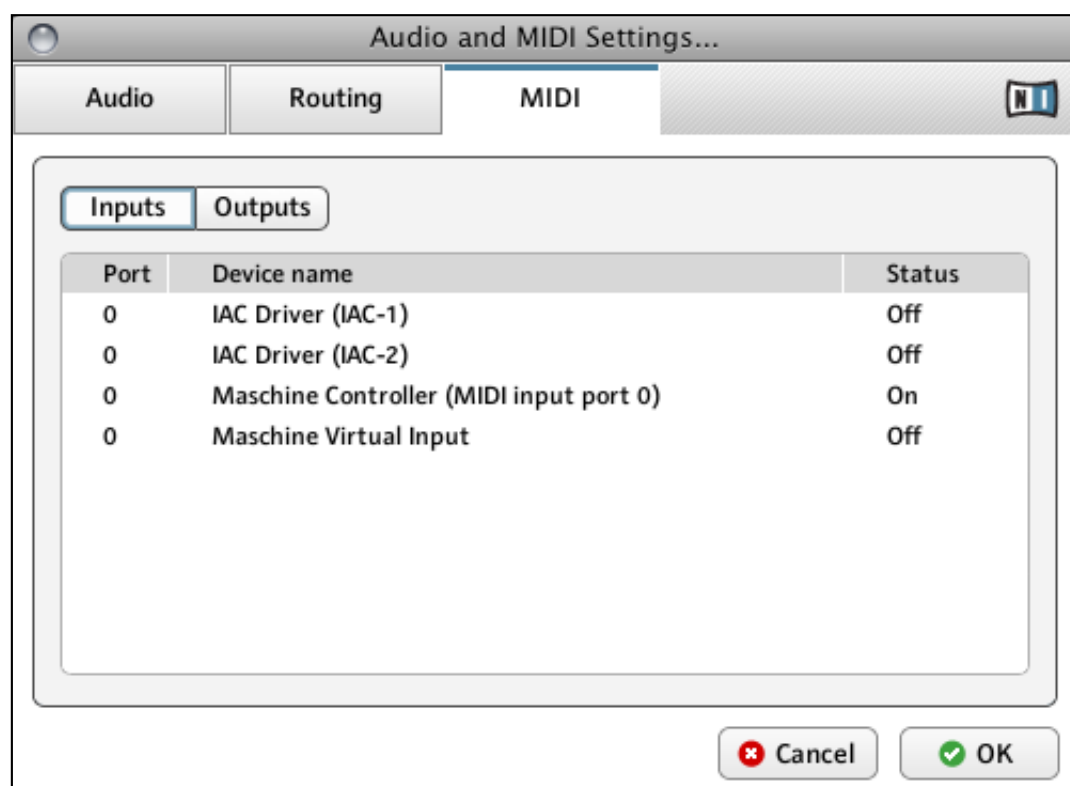 Audio and MIDI Settings...
Audio Routing MIDI NI
Inputs Outputs
Port Device name Status
0 IAC Driver (IAC-1) Off
0 IAC Driver (IAC-2) Off
0 Maschine Controller (MIDI input port 0) On
0 Maschine Virtual Input Off
Cancel OK